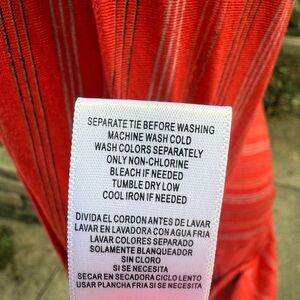 SEPARATE TIE BEFORE WASHING
MACHINE WASH COLD
WASH COLORS SEPARATELY
ONLY NON-CHLORINE
BLEACH IF NEEDED
TUMBLE DRY LOW
COOL IRON IF NEEDED
DIVIDA EL CORDON ANTES DE LAVAR
LAVAR EN LAVADORA CON AGUA FRIA
LAVAR COLORES SEPARADO
SOLAMENTE BLANQUEADOR
SIN CLORO
SI SE NECESITA
SECAR EN SECADORA CICLO LENTO
USAR PLANCHA FRIA SI SE NECESITA